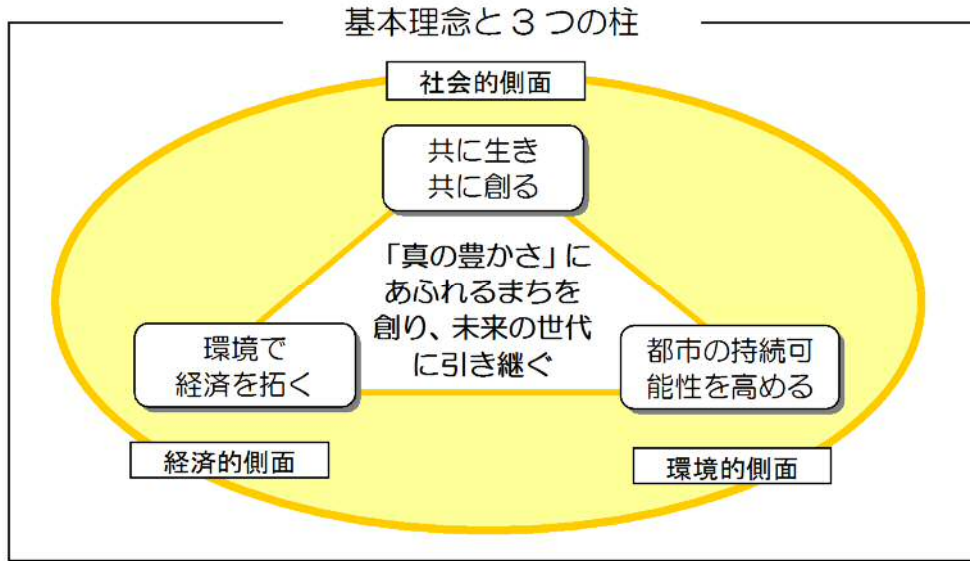 基本理念と3つの柱
社会的側面
共に生き
共に創る
「真の豊かさ」に
あふれるまちを
創り、未来の世代
に引き継ぐ
環境で
経済を拓く
都市の持続可
能性を高める
経済的側面
環境的側面